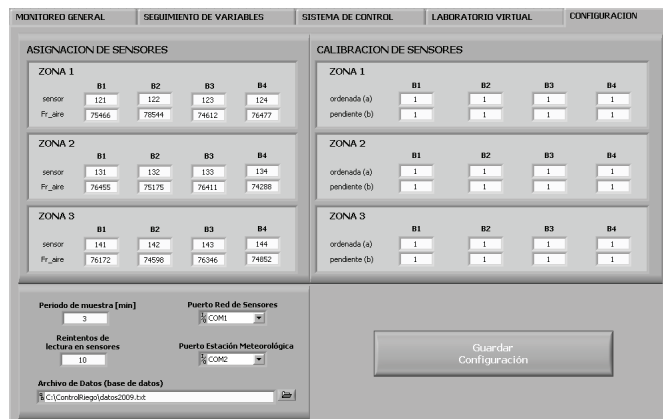 MONITOREO GENERAL SEGUIMIENTO DE VARIABLES SISTEMA DE CONTROL LABORATORIO VIRTUAL CONFIGURACION
ASIGNACION DE SENSORES
ZONA 1
B1 B2 B3 B4
sensor 121 122 123 124
Fr_aire 75466 78544 74612 76477
ZONA 2
B1 B2 B3 B4
sensor 131 132 133 134
Fr_aire 76455 75175 76411 74288
ZONA 3
B1 B2 B3 B4
sensor 141 142 143 144
Fr_aire 76172 74598 76346 74852
CALIBRACION DE SENSORES
ZONA 1
B1 B2 B3 B4
ordenada (a) 1 1 1 1
pendiente (b) 1 1 1 1
ZONA 2
B1 B2 B3 B4
ordenada (a) 1 1 1 1
pendiente (b) 1 1 1 1
ZONA 3
B1 B2 B3 B4
ordenada (a) 1 1 1 1
pendiente (b) 1 1 1 1
Periodo de muestra [min]
3
Reintentos de
lectura en sensores
10
Puerto Red de Sensores
COM1
Puerto Estación Meteorológica
COM2
Archivo de Datos (base de datos)
C:\ControlRiego\datos2009.txt
Guardar
Configuración